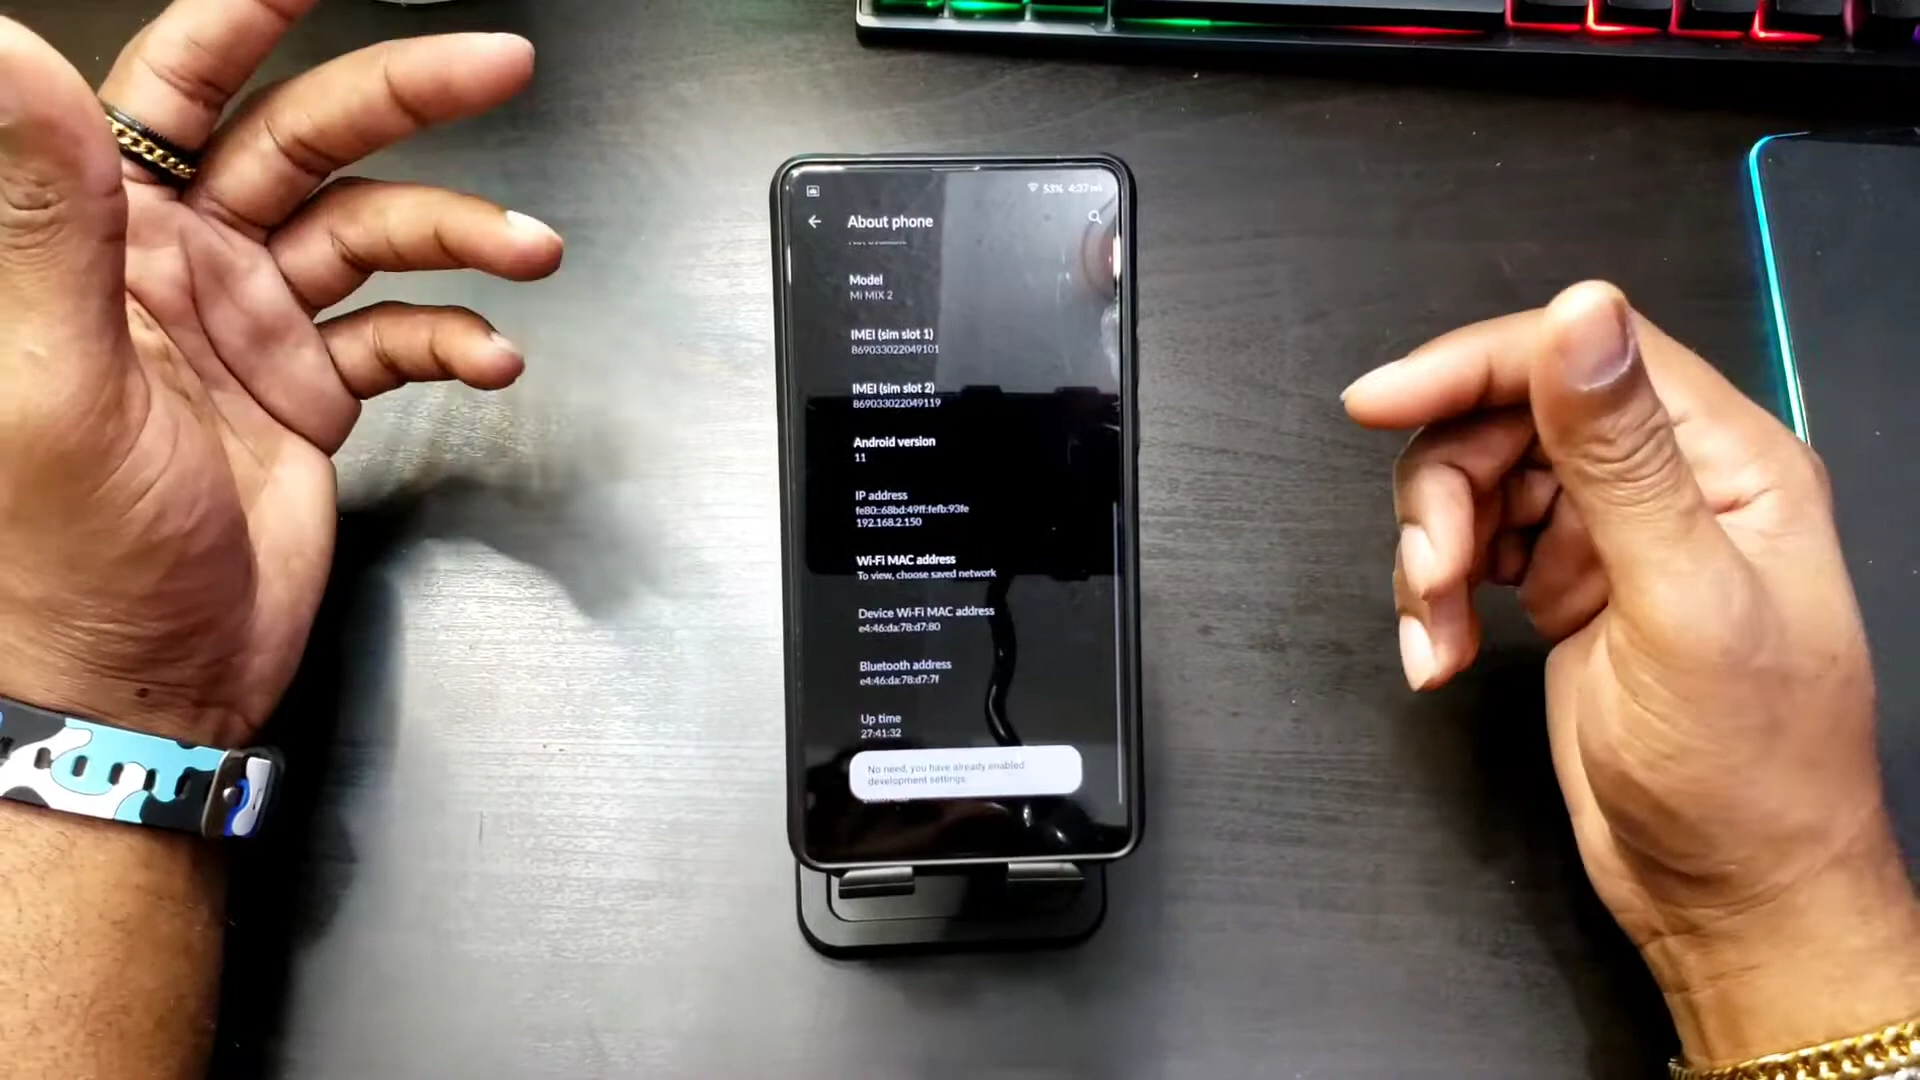 53% 4:37 PM
About phone
Model
Mi MIX 2
IMEI (sim slot 1)
869033022049101
IMEI (sim slot 2)
869033022049119
Android version
11
IP address
fe80::68bd:49ff:fefb:93fe
192.168.2.150
Wi-Fi MAC address
To view, choose saved network
Device Wi-Fi MAC address
e4:46:da:78:d7:80
Bluetooth address
e4:46:da:78:d7:7f
Up time
27:41:32
No need, you have already enabled
development settings.